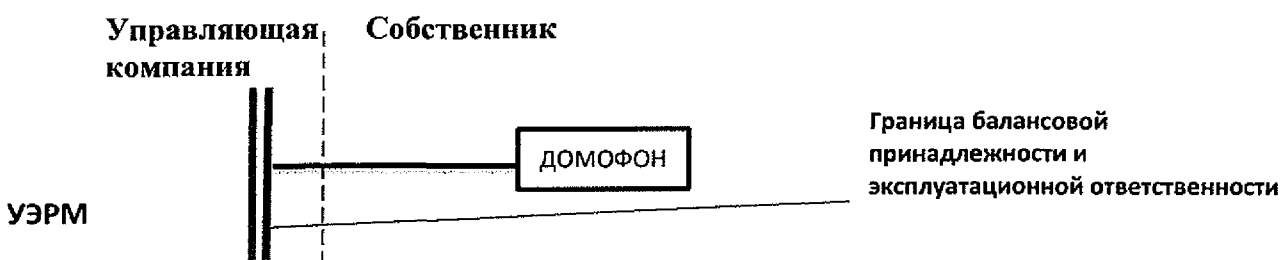 Управляющая Собственник
компания
Граница балансовой
принадлежности и
эксплуатационной ответственности
ДОМОФОН
УЭРМ